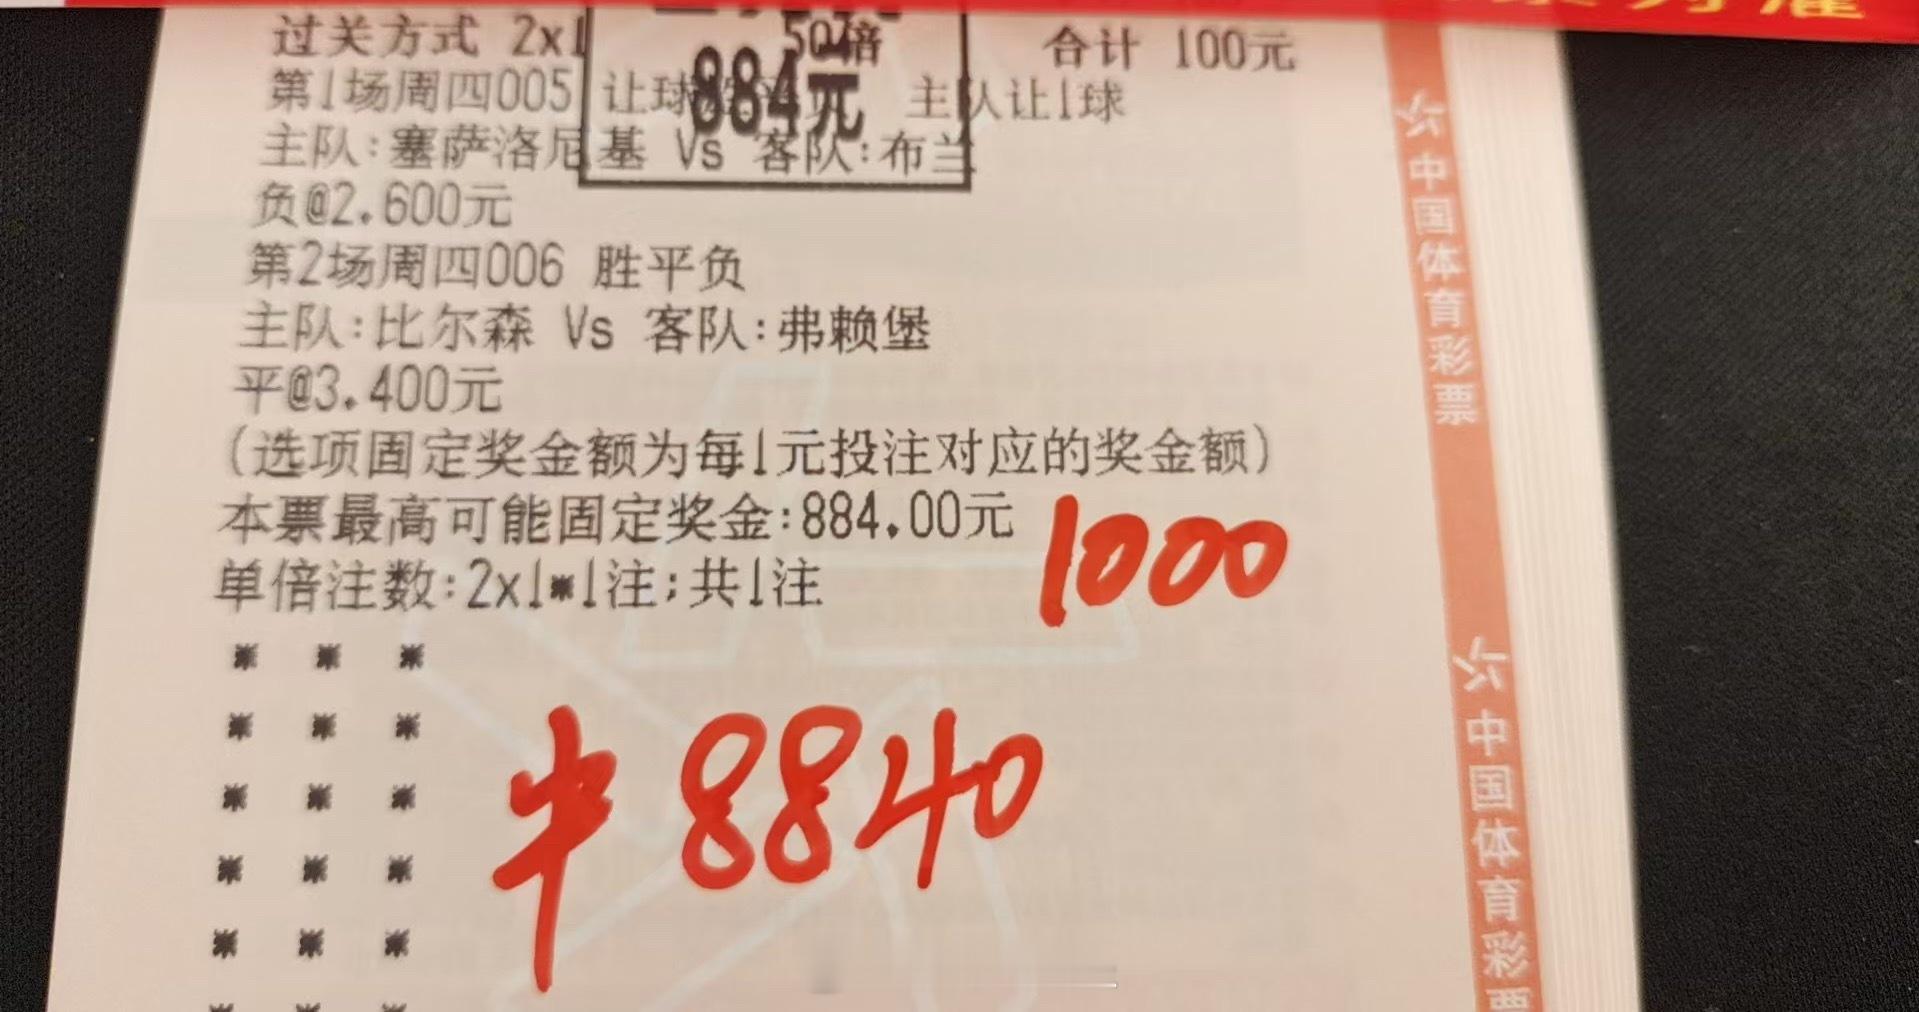 过关方式 2x1 50倍 合计 100元
884元
第1场周四005 让球 主队让1球
主队:塞萨洛尼基 Vs 客队:布兰
负@2.600元
第2场周四006 胜平负
主队:比尔森 Vs 客队:弗赖堡
平@3.400元
(选项固定奖金额为每1元投注对应的奖金额)
本票最高可能固定奖金:884.00元
1000
单倍注数:2x1*1注;共1注
中8840
中国体育彩票
中国体育彩票